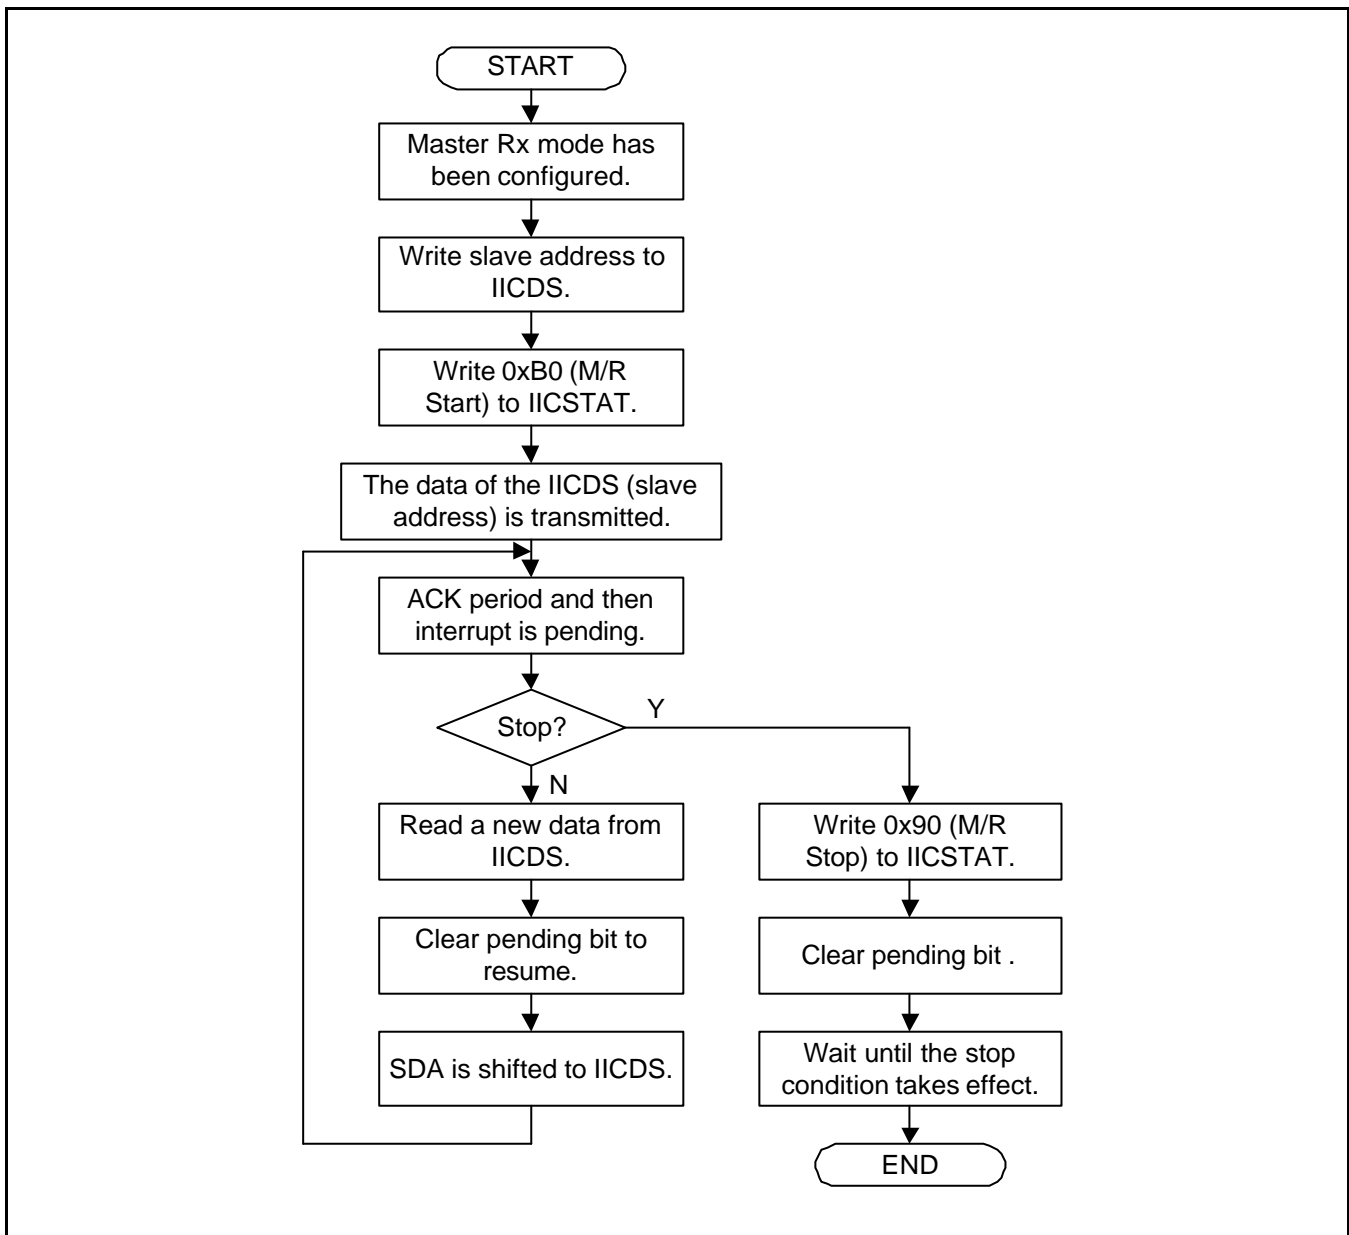 START
Master Rx mode has
been configured.
Write slave address to
IICDS.
Write 0xB0 (M/R
Start) to IICSTAT.
The data of the IICDS (slave
address) is transmitted.
ACK period and then
interrupt is pending.
Stop?
Y
N
Read a new data from
IICDS.
Clear pending bit to
resume.
SDA is shifted to IICDS.
Write 0x90 (M/R
Stop) to IICSTAT.
Clear pending bit .
Wait until the stop
condition takes effect.
END